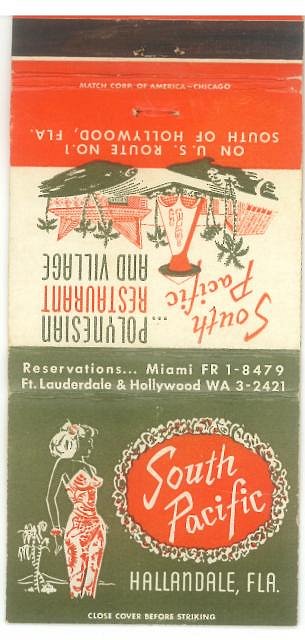 MATCH CORP. OF AMERICA-CHICAGO
ON U.S. ROUTE NO.1
SOUTH OF HOLLYWOOD, FLA.
South
Pacific
...
POLYNESIAN
RESTAURANT
AND VILLAGE
Reservations... Miami FR 1-8479
Ft. Lauderdale & Hollywood WA 3-2421
South
Pacific
HALLANDALE, FLA.
CLOSE COVER BEFORE STRIKING